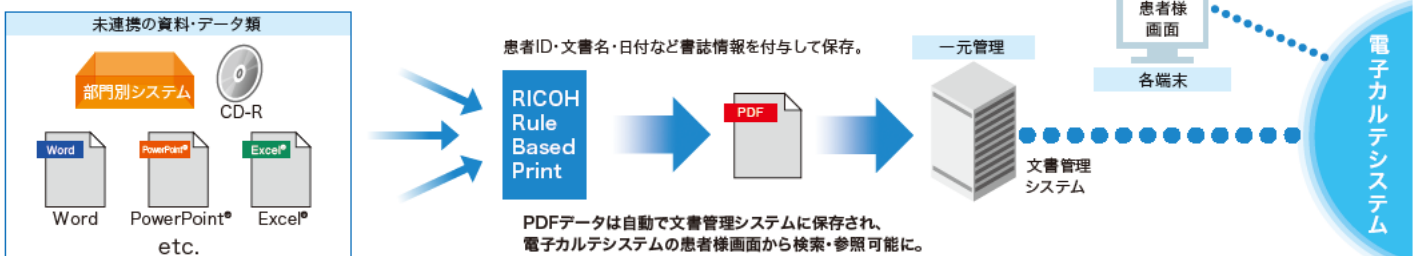 未連携の資料・データ類
部門別システム
CD-R
Word
PowerPoint®
Excel®
Word
PowerPoint®
Excel®
etc.
患者ID・文書名・日付など書誌情報を付与して保存。
RICOH
Rule
Based
Print
PDF
PDFデータは自動で文書管理システムに保存され、
電子カルテシステムの患者様画面から検索・参照可能に。
一元管理
文書管理
システム
患者様
画面
各端末
電子カルテシステム